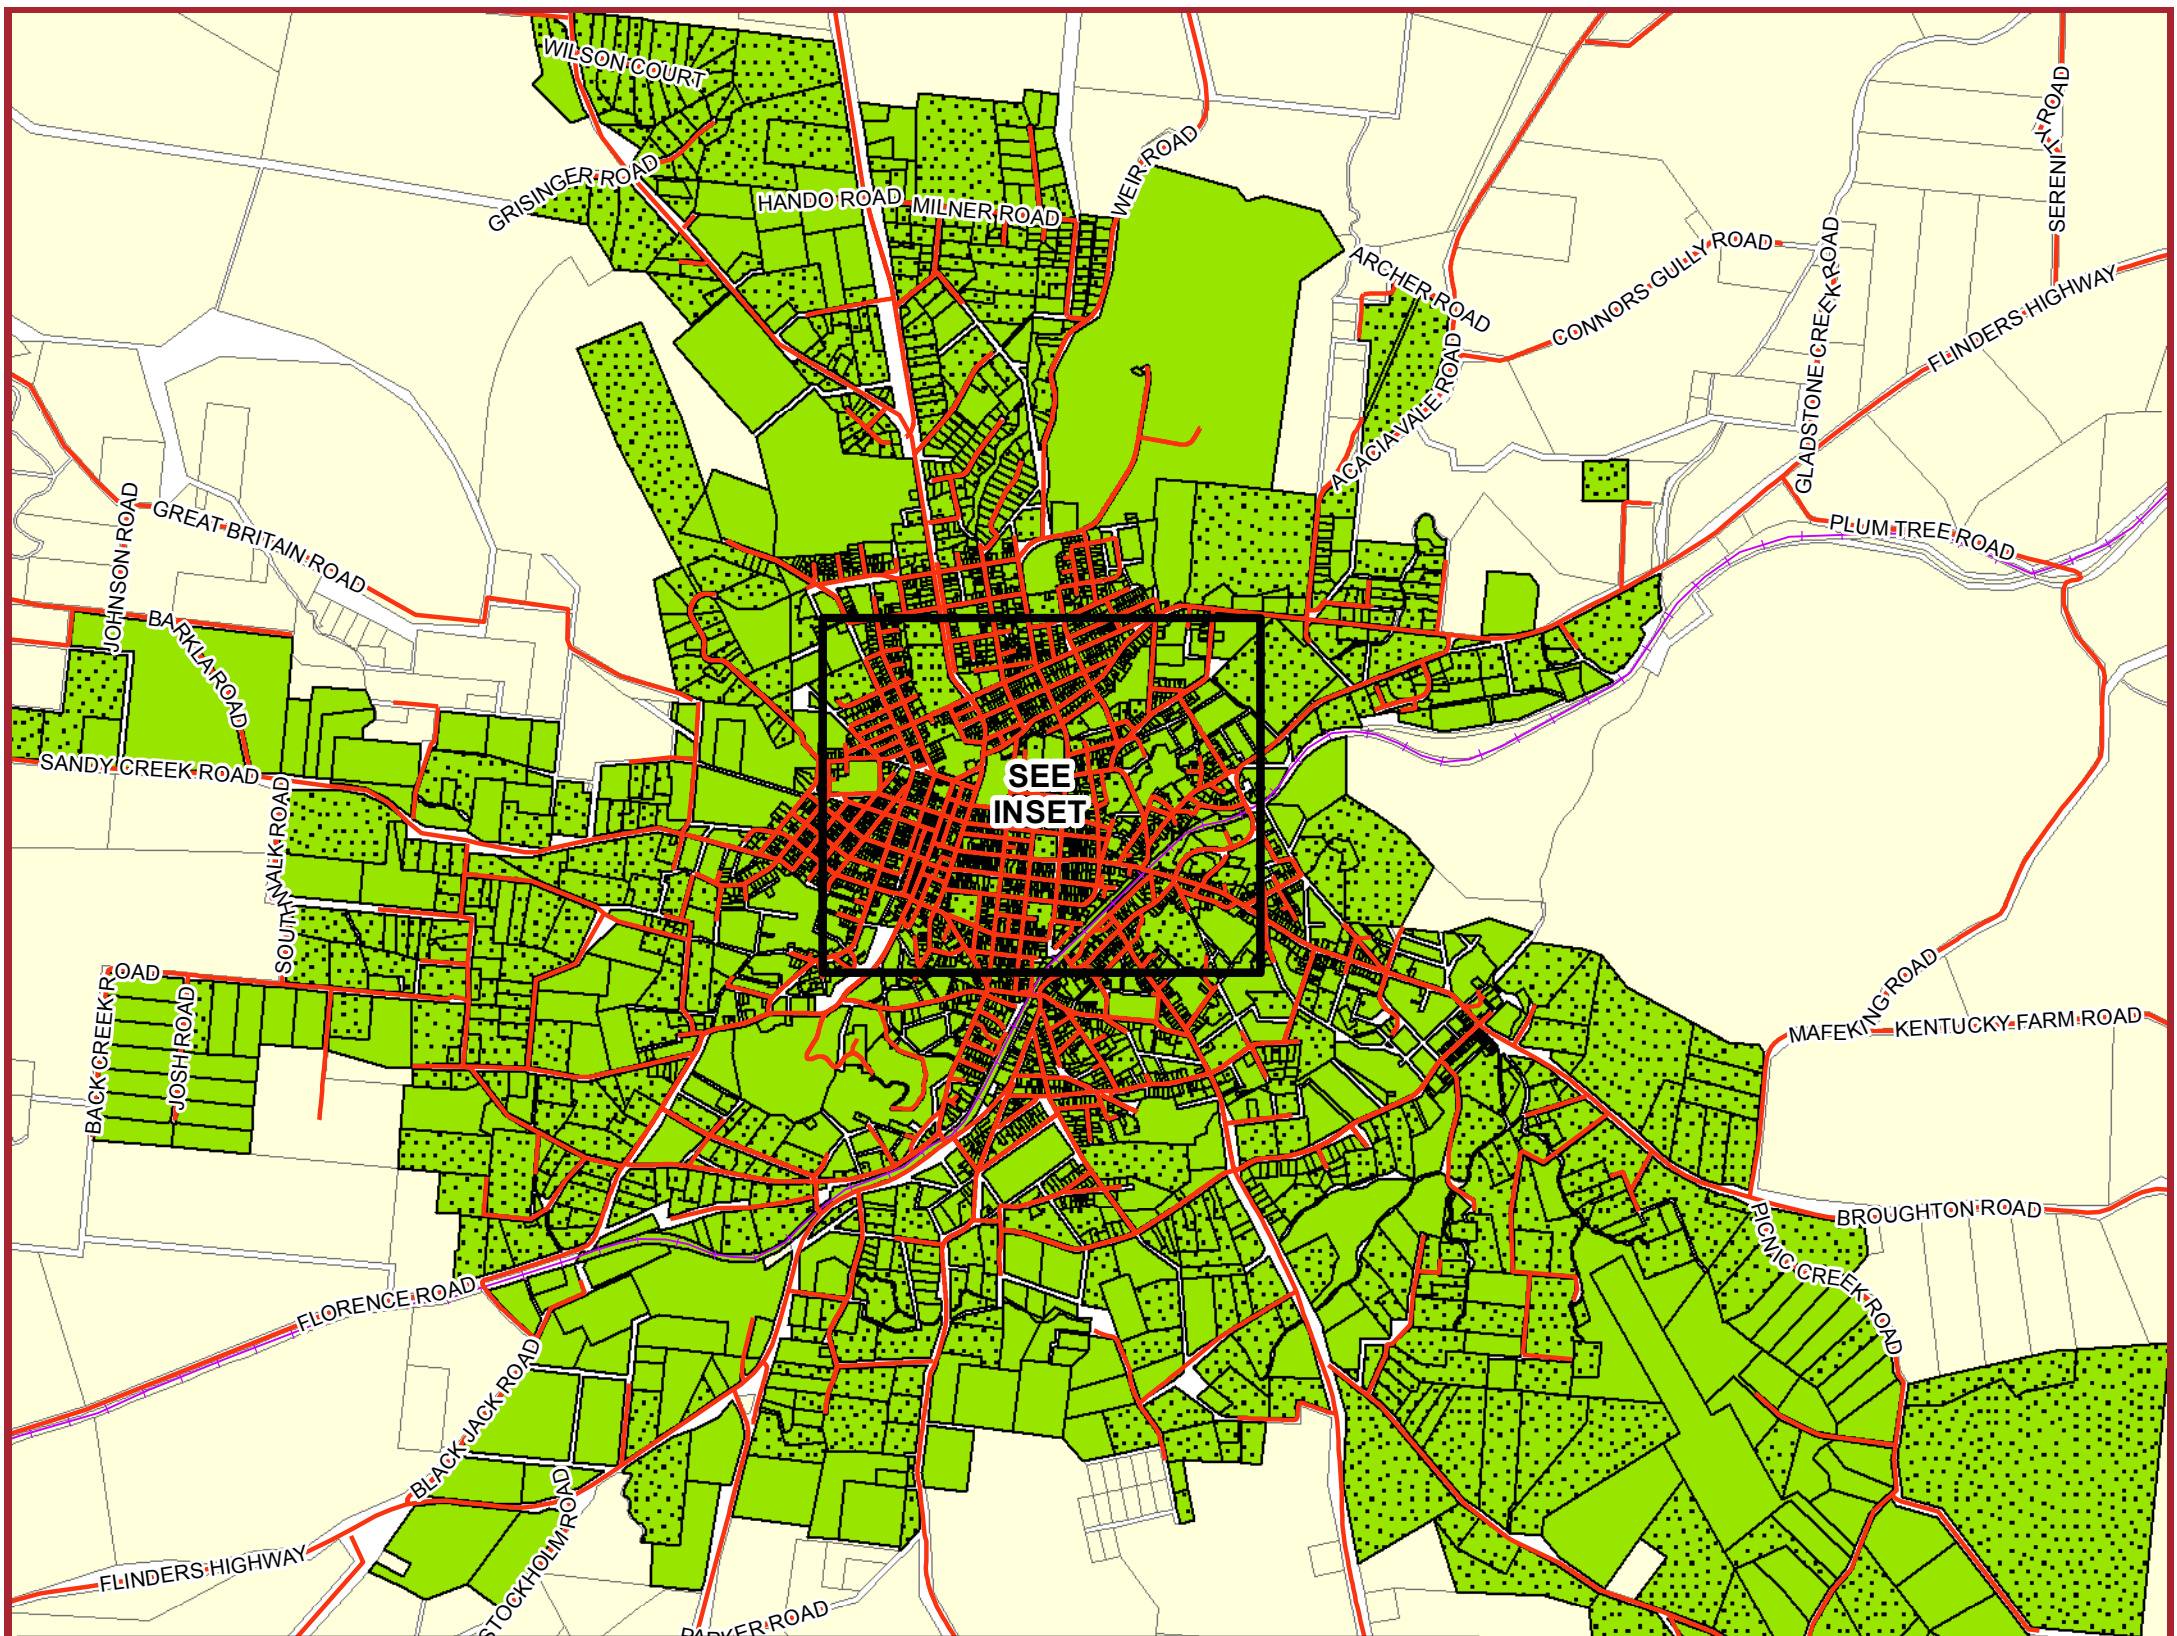 WILSON COURT
GRISINGER ROAD
HANDO ROAD
MILNER ROAD
WEIR ROAD
SERENITY ROAD
ARCHER ROAD
CONNORS GULLY ROAD
GLADSTONE CREEK ROAD
FLINDERS HIGHWAY
ACACIA VALE ROAD
JOHNSON ROAD
GREAT BRITAIN ROAD
PLUM TREE ROAD
BARKLA ROAD
SANDY CREEK ROAD
SEE
INSET
SOUTHWALK ROAD
BACK CREEK ROAD
JOSH ROAD
MAFEKING ROAD
KENTUCKY FARM ROAD
BROUGHTON ROAD
PICNIC CREEK ROAD
FLORENCE ROAD
BLACK JACK ROAD
STOCKHOLM ROAD
FLINDERS HIGHWAY
PARKER ROAD